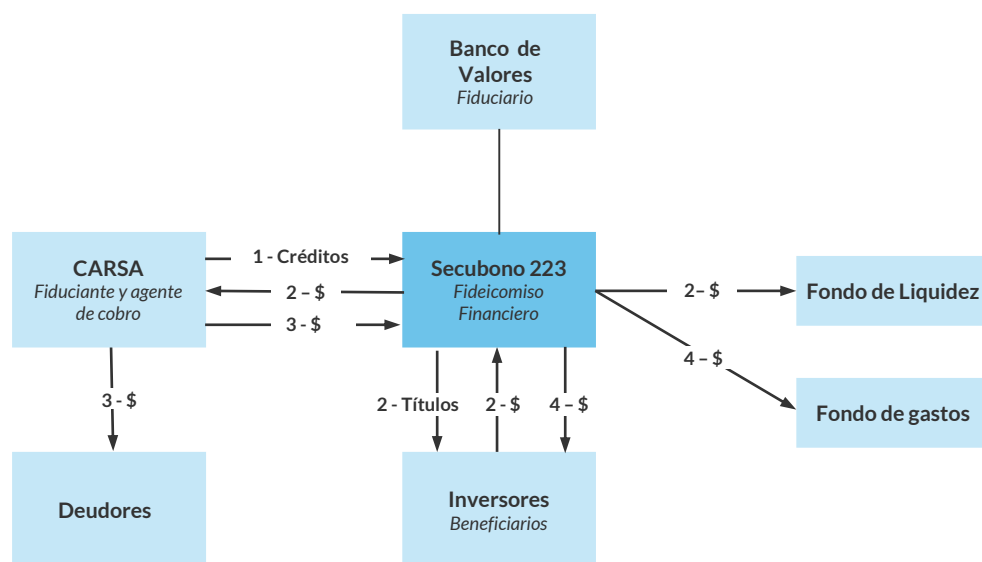 Banco de
Valores
Fiduciario
CARSA
Fiduciante y agente
de cobro
1 - Créditos
2 – $
3 - $
Secubono 223
Fideicomiso
Financiero
2– $
Fondo de Liquidez
4 – $
Fondo de gastos
3 - $
2 - Títulos
2 - $
4 – $
Deudores
Inversores
Beneficiarios